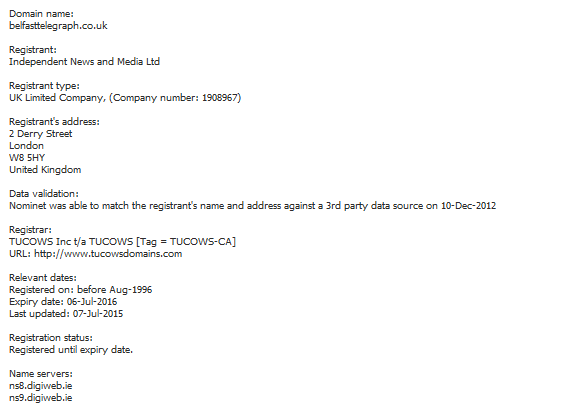 Domain name:
belfasttelegraph.co.uk
Registrant:
Independent News and Media Ltd
Registrant type:
UK Limited Company, (Company number: 1908967)
Registrant's address:
2 Derry Street
London
W8 5HY
United Kingdom
Data validation:
Nominet was able to match the registrant's name and address against a 3rd party data source on 10-Dec-2012
Registrar:
TUCOWS Inc t/a TUCOWS [Tag = TUCOWS-CA]
URL: http://www.tucowsdomains.com
Relevant dates:
Registered on: before Aug-1996
Expiry date: 06-Jul-2016
Last updated: 07-Jul-2015
Registration status:
Registered until expiry date.
Name servers:
ns8.digiweb.ie
ns9.digiweb.ie